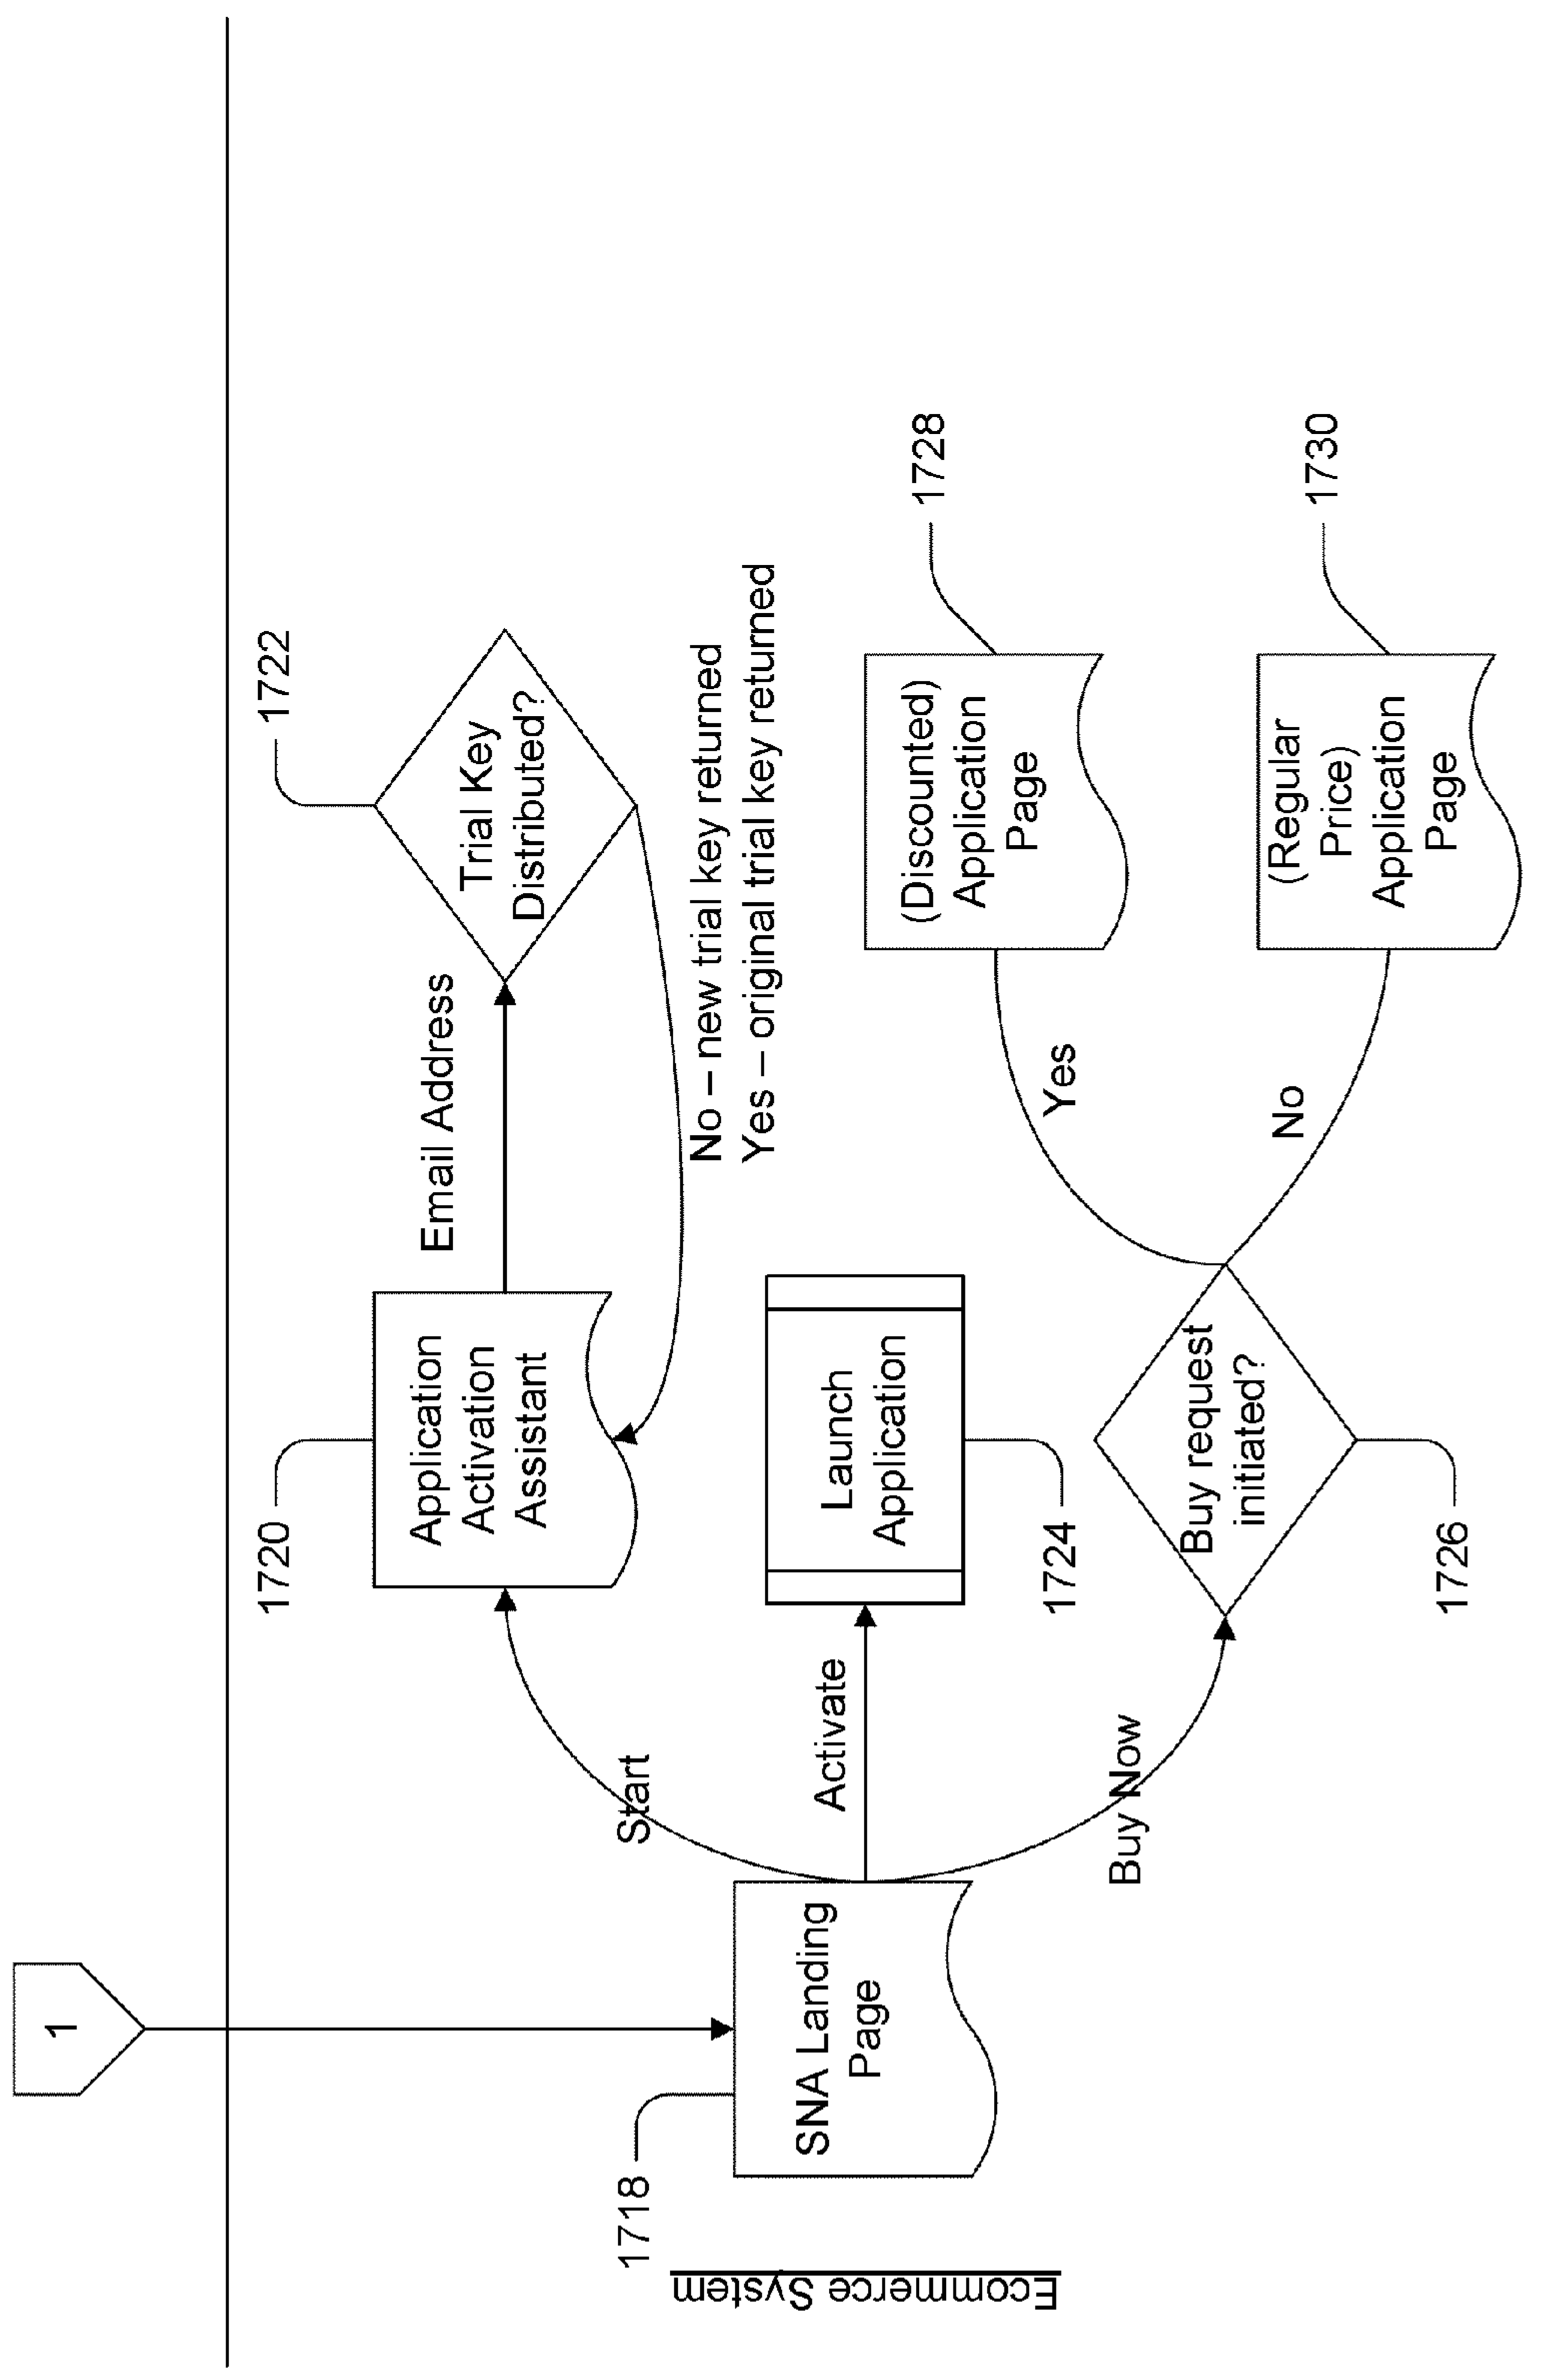 1
Ecommerce System
1718
SNA Landing
Page
Start
Activate
Buy Now
1720
Application
Activation
Assistant
Email Address
1722
Trial Key
Distributed?
No – new trial key returned
Yes – original trial key returned
Launch
Application
1724
Buy request
initiated?
1726
Yes
No
(Discounted)
Application
Page
1728
(Regular
Price)
Application
Page
1730